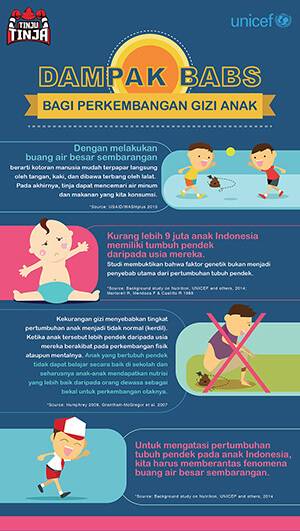 TINJU
TINJA
unicef
DAMPAK BABS
BAGI PERKEMBANGAN GIZI ANAK
Dengan melakukan
buang air besar sembarangan
berarti kotoran manusia mudah terpapar langsung
oleh tangan, kaki, dan dibawa terbang oleh lalat.
Pada akhirnya, tinja dapat mencemari air minum
dan makanan yang kita konsumsi.
*Source: USAID/WASHplus 2013
Kurang lebih 9 juta anak Indonesia
memiliki tumbuh pendek
daripada usia mereka.
Studi membuktikan bahwa faktor genetik bukan menjadi
penyebab utama dari pertumbuhan tubuh pendek.
*Source: Background study on Nutrition, UNICEF and others, 2014;
Martorell R, Mendoza F & Castillo R 1988
Kekurangan gizi menyebabkan tingkat
pertumbuhan anak menjadi tidak normal (kerdil).
Ketika anak tersebut lebih pendek daripada usia
mereka berakibat pada perkembangan fisik
ataupun mentalnya. Anak yang bertubuh pendek
tidak dapat belajar secara baik di sekolah dan
seharusnya anak-anak mendapatkan nutrisi
yang lebih baik daripada orang dewasa sebagai
bekal untuk perkembangan otaknya.
*Source: Humphrey 2009, Grantham-McGregor et al. 2007
Untuk mengatasi pertumbuhan
tubuh pendek pada anak Indonesia,
kita harus memberantas fenomena
buang air besar sembarangan.
*Source: Background study on Nutrition, UNICEF and others, 2014